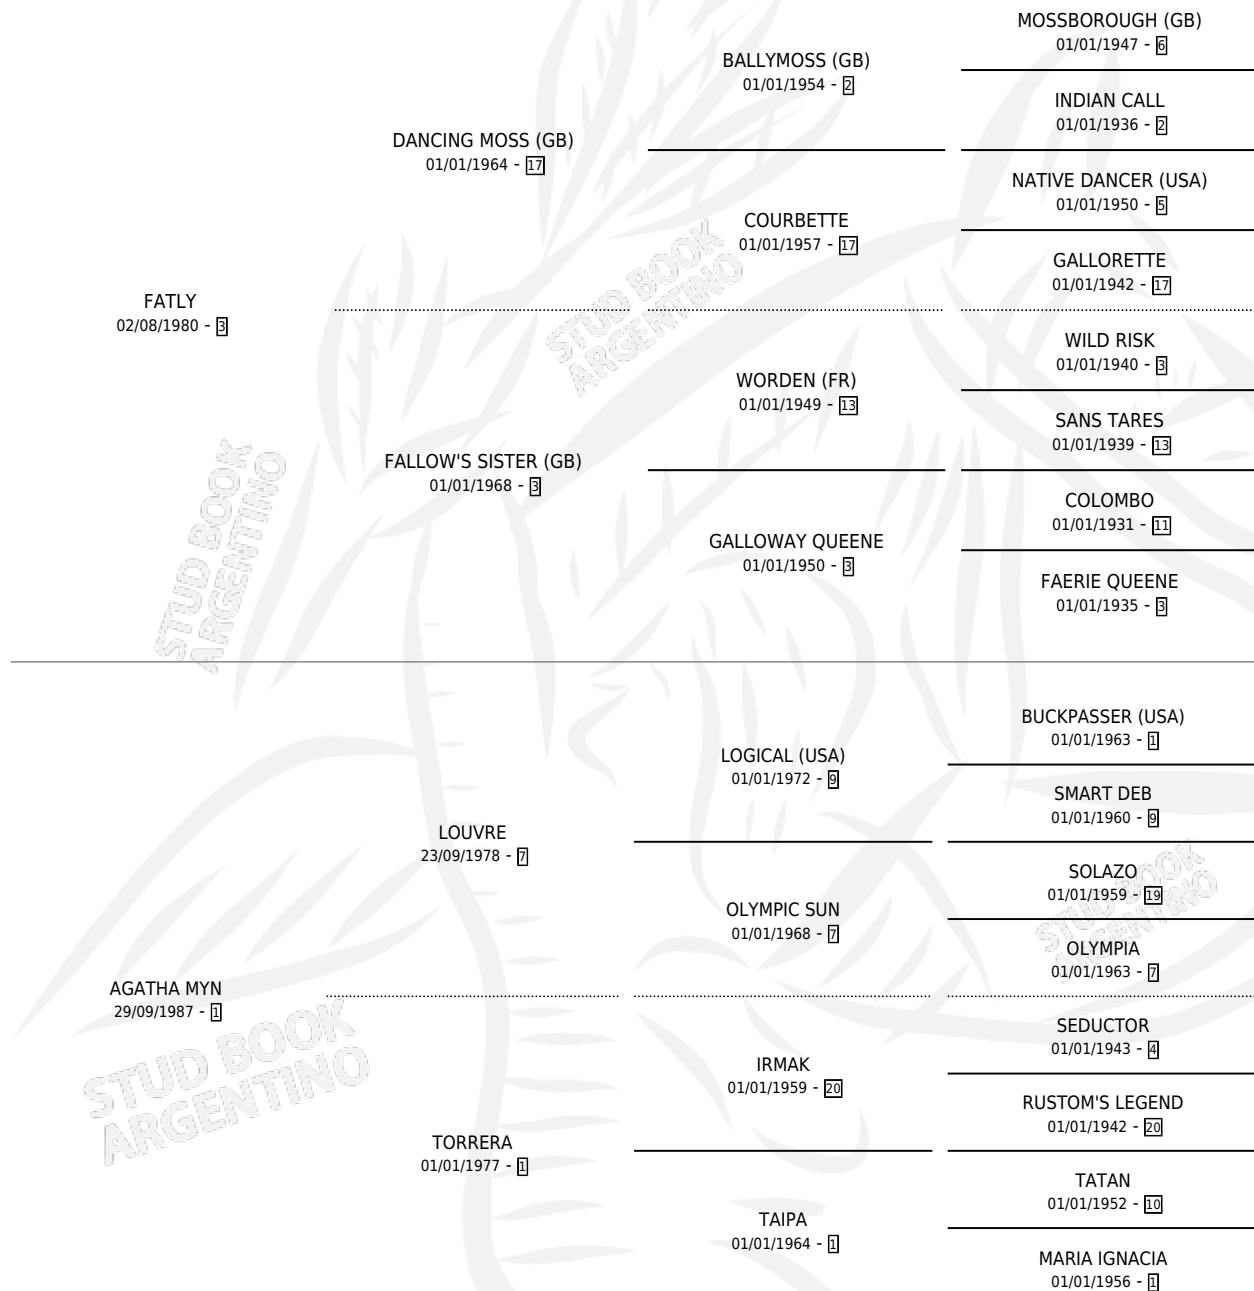 MOSSBOROUGH (GB)
01/01/1947 - 6
BALLYMOSS (GB)
01/01/1954 - 2
INDIAN CALL
01/01/1936 - 2
DANCING MOSS (GB)
01/01/1964 - 17
NATIVE DANCER (USA)
01/01/1950 - 5
COURBETTE
01/01/1957 - 17
GALLORETTE
01/01/1942 - 17
FATLY
02/08/1980 - 3
STUD BOOK
ARGENTINO
WILD RISK
01/01/1940 - 3
WORDEN (FR)
01/01/1949 - 13
SANS TARES
01/01/1939 - 13
FALLOW'S SISTER (GB)
01/01/1968 - 3
COLOMBO
01/01/1931 - 11
GALLOWAY QUEENE
01/01/1950 - 3
FAERIE QUEENE
01/01/1935 - 3
STUD BOOK
ARGENTINO
BUCKPASSER (USA)
01/01/1963 - 1
LOGICAL (USA)
01/01/1972 - 9
SMART DEB
01/01/1960 - 9
LOUVRE
23/09/1978 - 7
SOLAZO
01/01/1959 - 19
STUD BOOK
ARGENTINO
OLYMPIC SUN
01/01/1968 - 7
OLYMPIA
01/01/1963 - 7
AGATHA MYN
29/09/1987 - 1
STUD BOOK
ARGENTINO
SEDUCTOR
01/01/1943 - 4
IRMAK
01/01/1959 - 20
RUSTOM'S LEGEND
01/01/1942 - 20
TORRERA
01/01/1977 - 1
TATAN
01/01/1952 - 10
TAIPA
01/01/1964 - 1
MARIA IGNACIA
01/01/1956 - 1